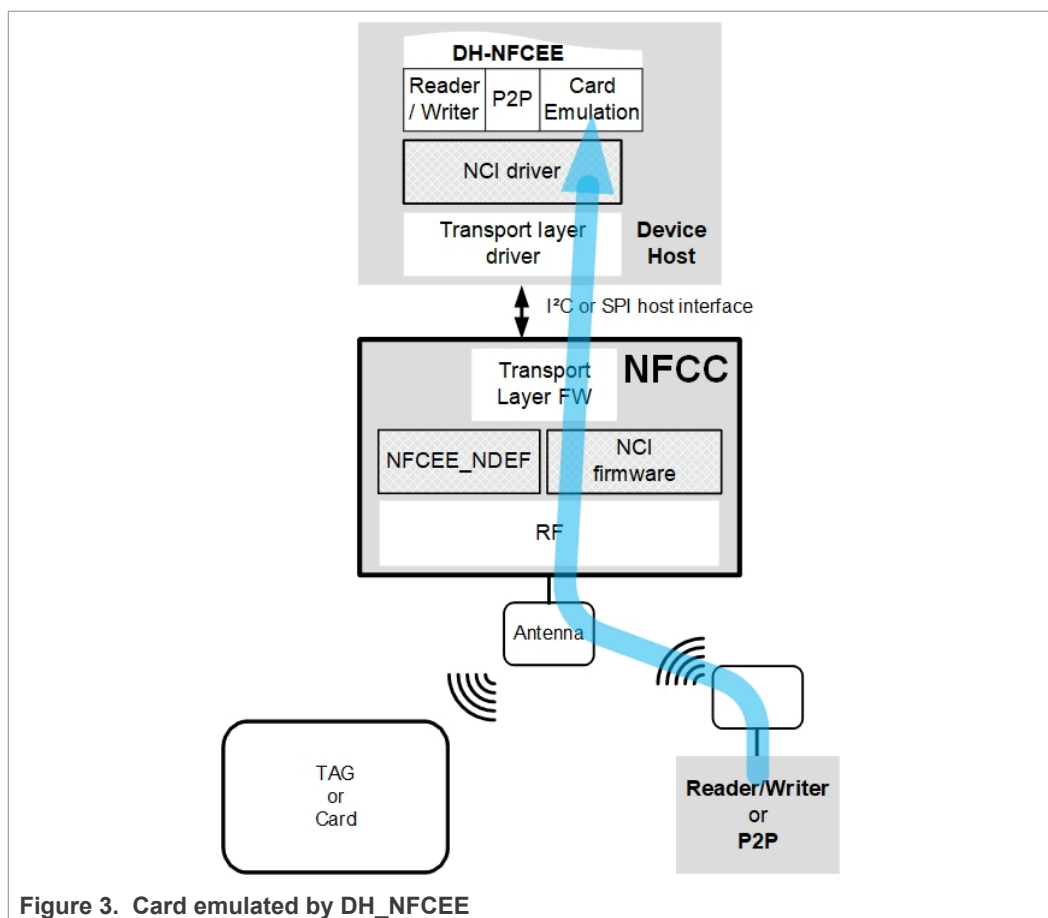 DH-NFCEE
Reader
/ Writer
P2P
Card
Emulation
NCI driver
Transport layer
driver
Device
Host
I²C or SPI host interface
Transport
Layer FW
NFCC
NFCEE_NDEF
NCI
firmware
RF
Antenna
TAG
or
Card
Reader/Writer
or
P2P
Figure 3. Card emulated by DH_NFCEE